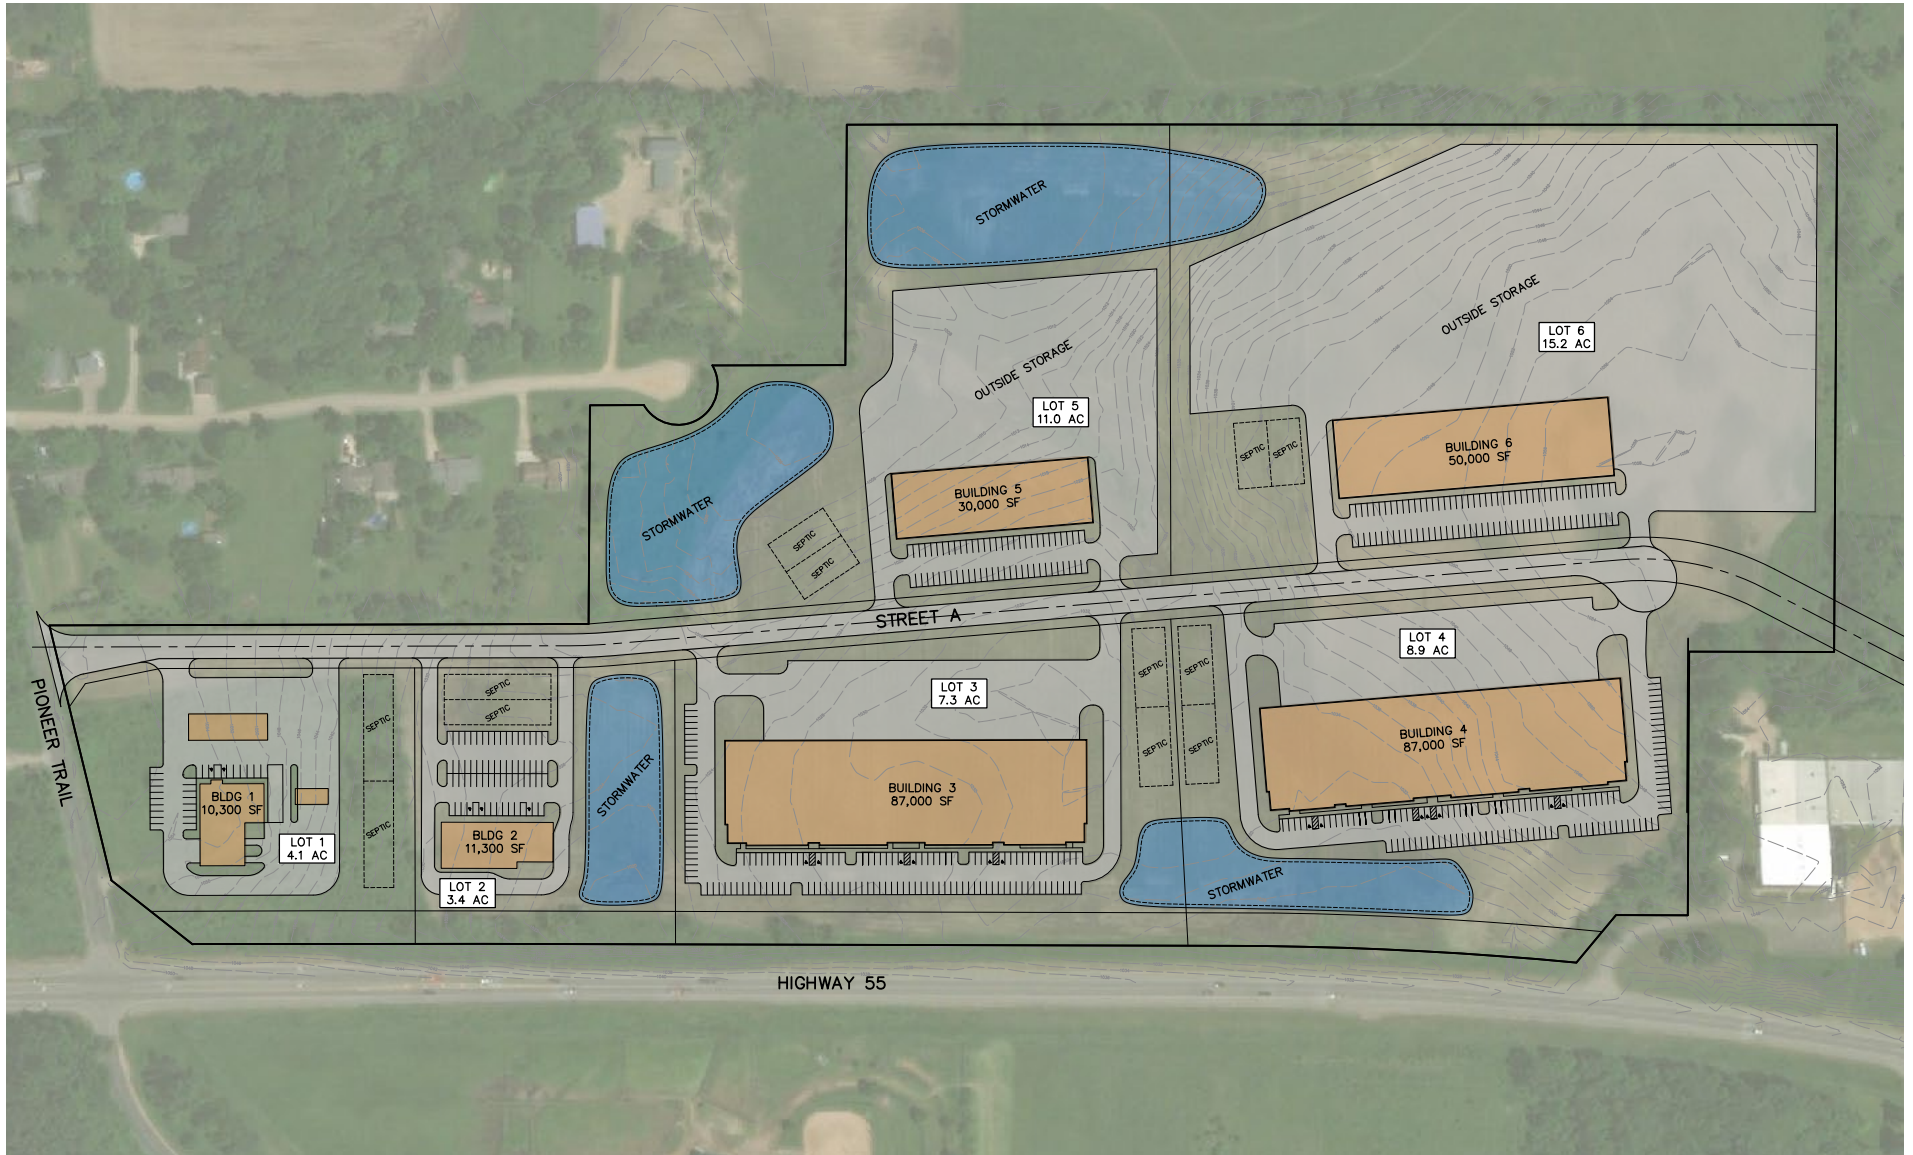 STORMWATER
OUTSIDE STORAGE
LOT 6
15.2 AC
OUTSIDE STORAGE
LOT 5
11.0 AC
BUILDING 6
50,000 SF
SEPTIC
SEPTIC
BUILDING 5
30,000 SF
STORMWATER
SEPTIC
SEPTIC
STREET A
LOT 4
8.9 AC
SEPTIC
SEPTIC
SEPTIC
SEPTIC
LOT 3
7.3 AC
SEPTIC
SEPTIC
SEPTIC
SEPTIC
PIONEER TRAIL
BUILDING 4
87,000 SF
BUILDING 3
87,000 SF
STORMWATER
BLDG 1
10,300 SF
LOT 1
4.1 AC
BLDG 2
11,300 SF
LOT 2
3.4 AC
STORMWATER
HIGHWAY 55